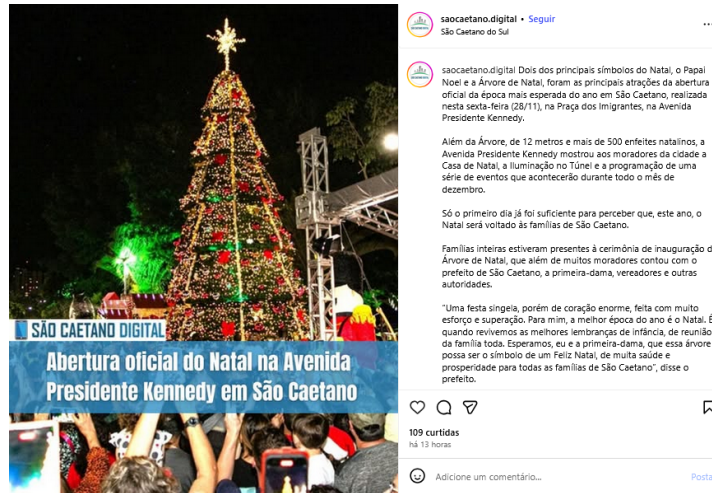 SÃO CAETANO DIGITAL
Abertura oficial do Natal na Avenida
Presidente Kennedy em São Caetano
saocaetano.digital • Seguir
São Caetano do Sul
saocaetano.digital Dois dos principais símbolos do Natal, o Papai
Noel e a Árvore de Natal, foram as principais atrações da abertura
oficial da época mais esperada do ano em São Caetano, realizada
nesta sexta-feira (28/11), na Praça dos Imigrantes, na Avenida
Presidente Kennedy.
Além da Árvore, de 12 metros e mais de 500 enfeites natalinos, a
Avenida Presidente Kennedy mostrou aos moradores da cidade a
Casa de Natal, a Iluminação no Túnel e a programação de uma
série de eventos que acontecerão durante todo o mês de
dezembro.
Só o primeiro dia já foi suficiente para perceber que, este ano, o
Natal será voltado às famílias de São Caetano.
Famílias inteiras estiveram presentes à cerimônia de inauguração d
Árvore de Natal, que além de muitos moradores contou com o
prefeito de São Caetano, a primeira-dama, vereadores e outras
autoridades.
"Uma festa singela, porém de coração enorme, feita com muito
esforço e superação. Para mim, a melhor época do ano é o Natal. É
quando revivemos as melhores lembranças de infância, de reunião
da família toda. Esperamos, eu e a primeira-dama, que essa árvore
possa ser o símbolo de um Feliz Natal, de muita saúde e
prosperidade para todas as famílias de São Caetano", disse o
prefeito.
109 curtidas
há 13 horas
Adicione um comentário...
Posta